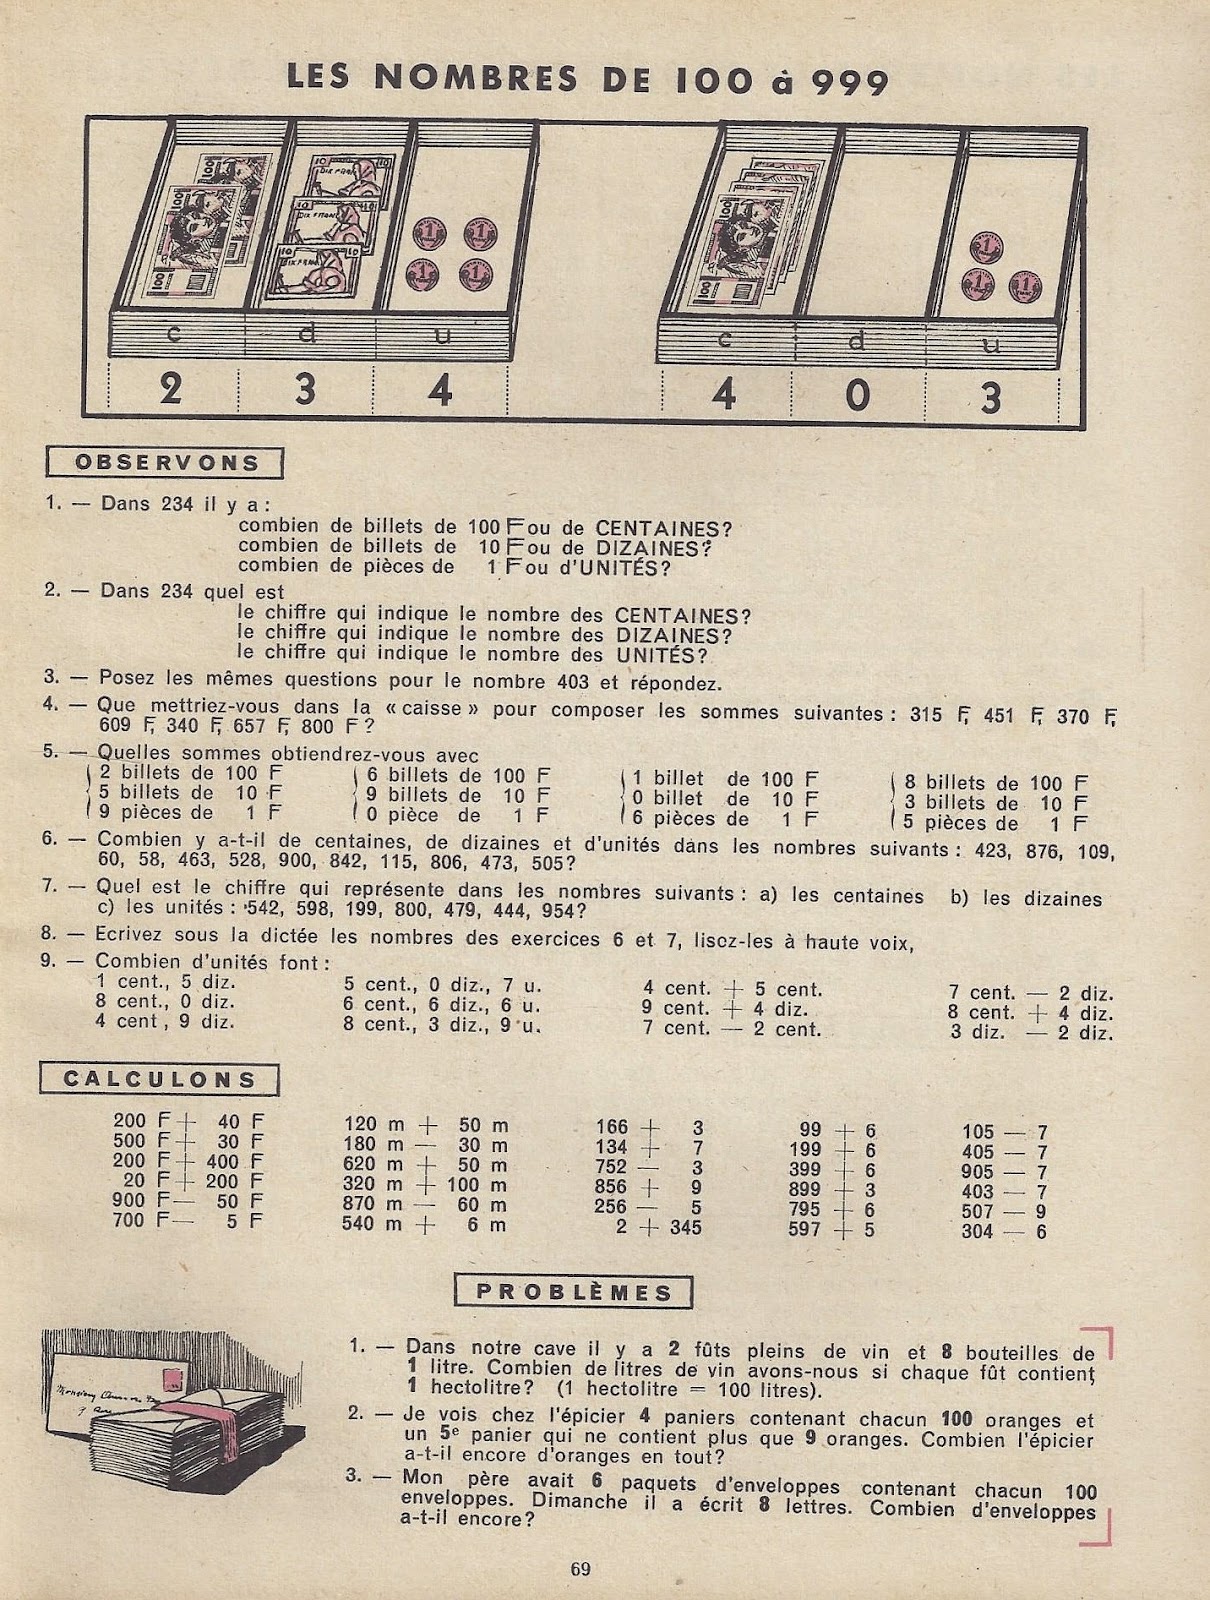 LES NOMBRES DE 100 à 999
100
100
10
DIX FRANCS
10
DIX FRANCS
10
10
DIX FRANCS
1
1
1
1
100
100
1
1
1
c d u
c d u
2 3 4
4 0 3
OBSERVONS
1. — Dans 234 il y a :
combien de billets de 100 F ou de CENTAINES?
combien de billets de 10 F ou de DIZAINES?
combien de pièces de 1 F ou d'UNITÉS?
2. — Dans 234 quel est
le chiffre qui indique le nombre des CENTAINES?
le chiffre qui indique le nombre des DIZAINES?
le chiffre qui indique le nombre des UNITÉS?
3. — Posez les mêmes questions pour le nombre 403 et répondez.
4. — Que mettriez-vous dans la « caisse » pour composer les sommes suivantes : 315 F, 451 F, 370 F,
609 F, 340 F, 657 F, 800 F ?
5. — Quelles sommes obtiendrez-vous avec
2 billets de 100 F 6 billets de 100 F 1 billet de 100 F 8 billets de 100 F
5 billets de 10 F 9 billets de 10 F 0 billet de 10 F 3 billets de 10 F
9 pièces de 1 F 0 pièce de 1 F 6 pièces de 1 F 5 pièces de 1 F
6. — Combien y a-t-il de centaines, de dizaines et d'unités dans les nombres suivants : 423, 876, 109,
60, 58, 463, 528, 900, 842, 115, 806, 473, 505?
7. — Quel est le chiffre qui représente dans les nombres suivants : a) les centaines b) les dizaines
c) les unités : 542, 598, 199, 800, 479, 444, 954?
8. — Ecrivez sous la dictée les nombres des exercices 6 et 7, lisez-les à haute voix,
9. — Combien d'unités font :
1 cent., 5 diz. 5 cent., 0 diz., 7 u. 4 cent. + 5 cent. 7 cent. — 2 diz.
8 cent., 0 diz. 6 cent., 6 diz., 6 u. 9 cent. + 4 diz. 8 cent. + 4 diz.
4 cent, 9 diz. 8 cent., 3 diz., 9 u. 7 cent. — 2 cent. 3 diz. — 2 diz.
CALCULONS
200 F + 40 F 120 m + 50 m 166 + 3 99 + 6 105 — 7
500 F + 30 F 180 m — 30 m 134 + 7 199 + 6 405 — 7
200 F + 400 F 620 m + 50 m 752 — 3 399 + 6 905 — 7
20 F + 200 F 320 m + 100 m 856 + 9 899 + 3 403 — 7
900 F — 50 F 870 m — 60 m 256 — 5 795 + 6 507 — 9
700 F — 5 F 540 m + 6 m 2 + 345 597 + 5 304 — 6
PROBLÈMES
1. — Dans notre cave il y a 2 fûts pleins de vin et 8 bouteilles de
1 litre. Combien de litres de vin avons-nous si chaque fût contient
1 hectolitre? (1 hectolitre = 100 litres).
2. — Je vois chez l'épicier 4 paniers contenant chacun 100 oranges et
un 5e panier qui ne contient plus que 9 oranges. Combien l'épicier
a-t-il encore d'oranges en tout?
3. — Mon père avait 6 paquets d'enveloppes contenant chacun 100
enveloppes. Dimanche il a écrit 8 lettres. Combien d'enveloppes
a-t-il encore?
Monsieur
69